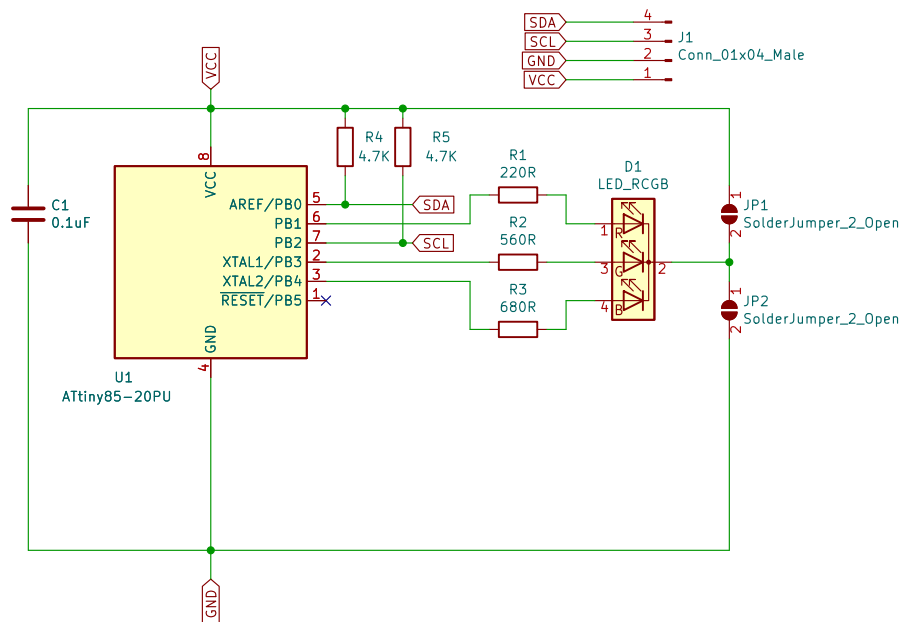 SDA 4
SCL 3
GND 2
VCC 1
J1
Conn_01x04_Male
VCC
R4
4.7K
R5
4.7K
R1
220R
D1
LED_RCGB
8
VCC
C1
0.1uF
AREF/PB0 5
SDA
PB1 6
PB2 7
SCL
XTAL1/PB3 2
XTAL2/PB4 3
RESET/PB5 1
R2
560R
R3
680R
1 R
3 G 2
4 B
1
JP1
SolderJumper_2_Open
2
1
JP2
SolderJumper_2_Open
2
GND
4
U1
ATtiny85-20PU
GND